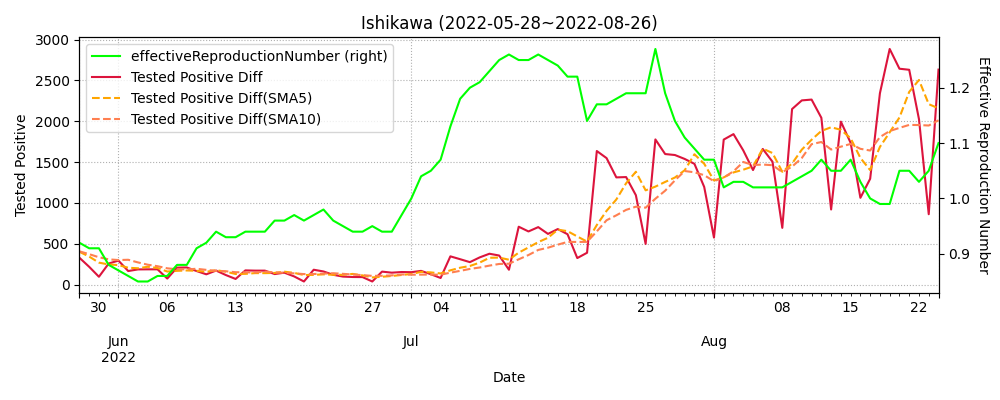 Ishikawa (2022-05-28~2022-08-26)
effectiveReproductionNumber (right)
Tested Positive Diff
Tested Positive Diff(SMA5)
Tested Positive Diff(SMA10)
Tested Positive
3000
2500
2000
1500
1000
500
0
1.2
1.1
1.0
0.9
Effective Reproduction Number
30 06 13 20 27 04 11 18 25 08 15 22
Jun Jul Aug
2022
Date